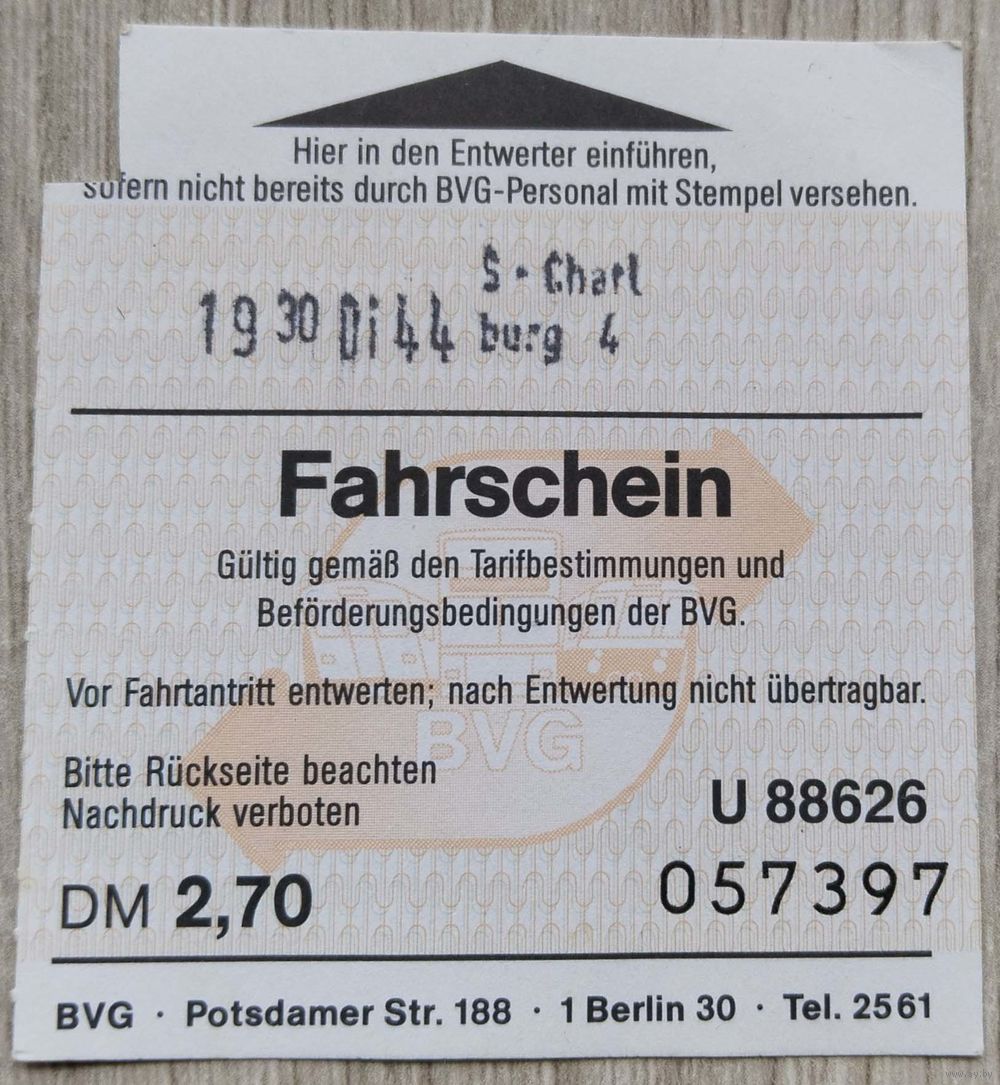 Hier in den Entwerter einführen,
sofern nicht bereits durch BVG-Personal mit Stempel versehen.
S · Charl
19 30 Di 44 burg 4
Fahrschein
Gültig gemäß den Tarifbestimmungen und
Beförderungsbedingungen der BVG.
Vor Fahrtantritt entwerten; nach Entwertung nicht übertragbar.
BVG
Bitte Rückseite beachten
Nachdruck verboten
U 88626
DM 2,70
057397
BVG · Potsdamer Str. 188 · 1 Berlin 30 · Tel. 2561
www.ay.by